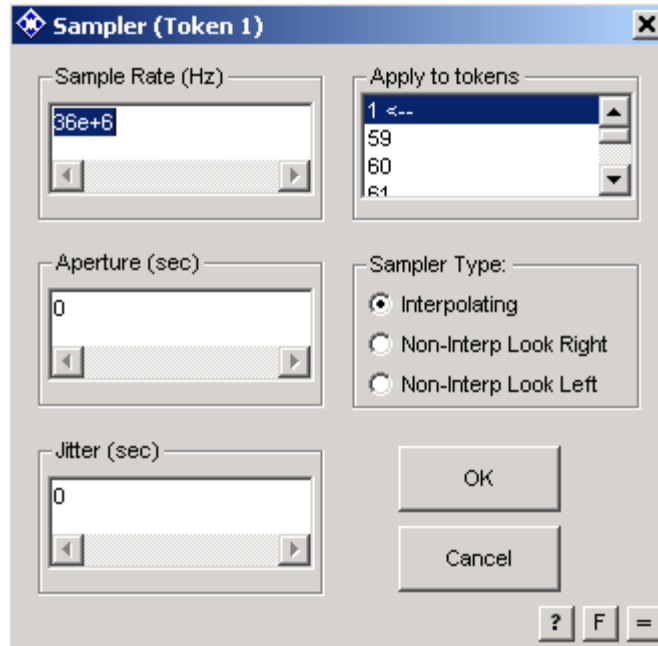 Sampler (Token 1)
Sample Rate (Hz)
36e+6
Apply to tokens
1 <--
59
60
61
Aperture (sec)
0
Sampler Type:
Interpolating
Non-Interp Look Right
Non-Interp Look Left
Jitter (sec)
0
OK
Cancel
? F =